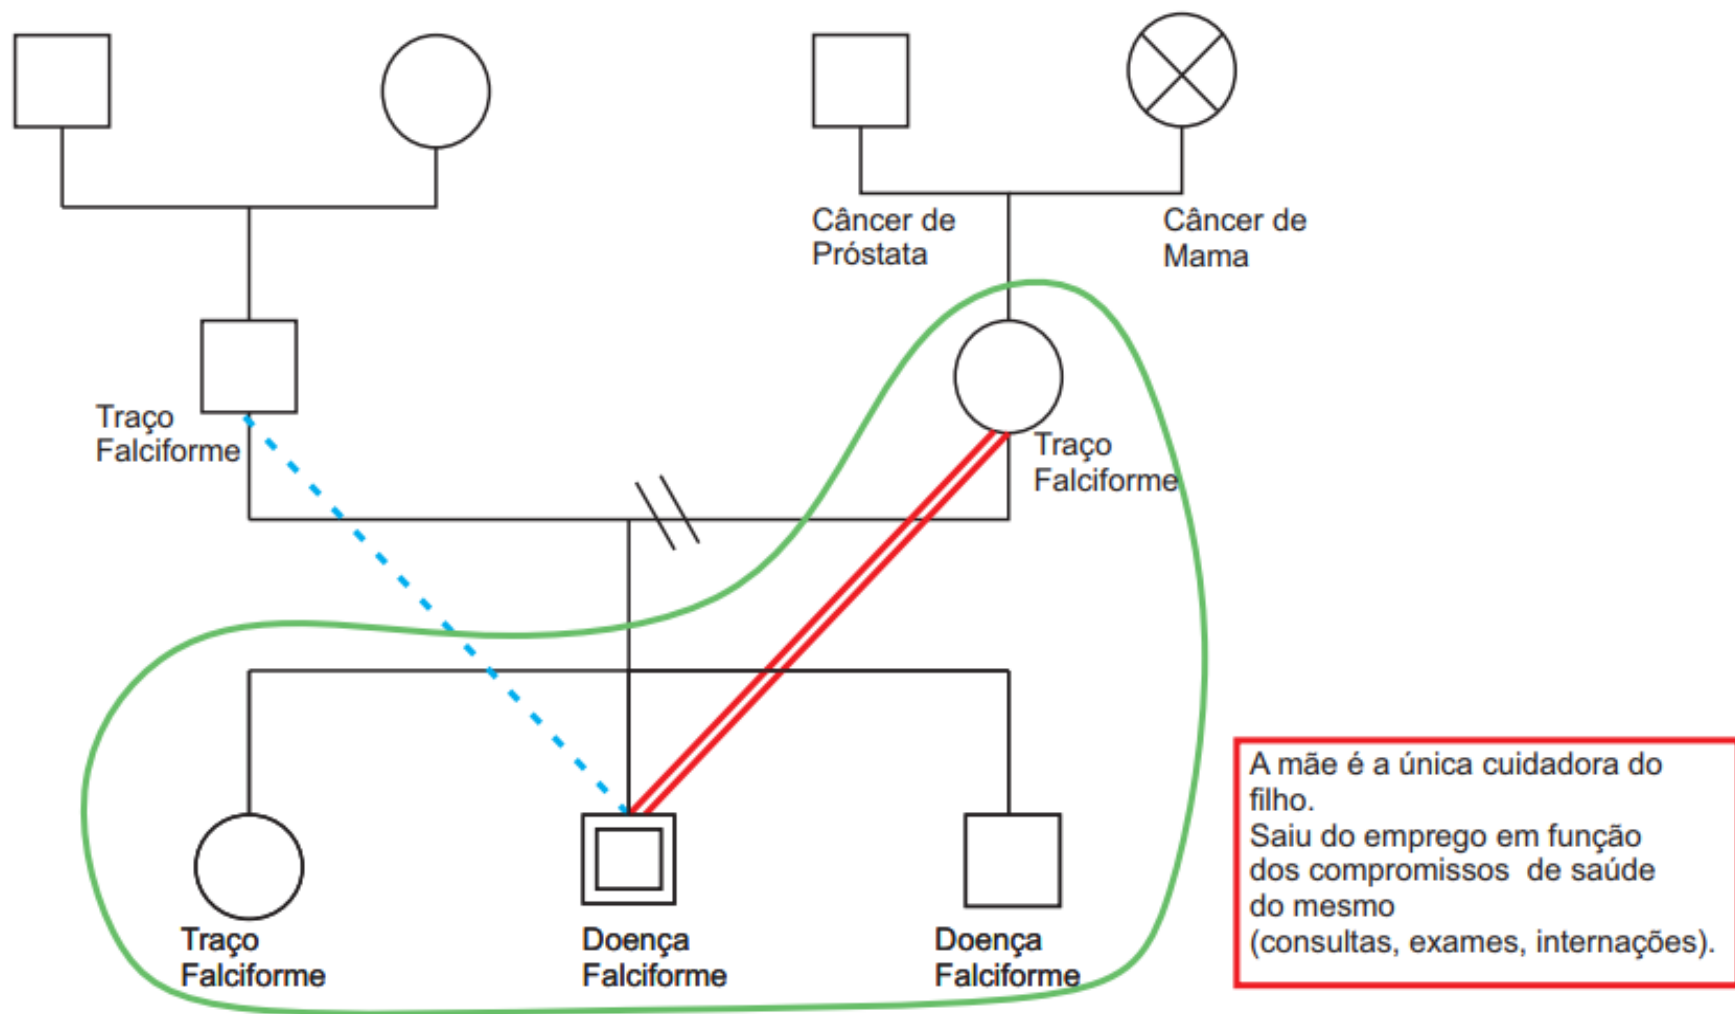 Câncer de
Próstata
Câncer de
Mama
Traço
Falciforme
Traço
Falciforme
Traço
Falciforme
Doença
Falciforme
Doença
Falciforme
A mãe é a única cuidadora do
filho.
Saiu do emprego em função
dos compromissos de saúde
do mesmo
(consultas, exames, internações).